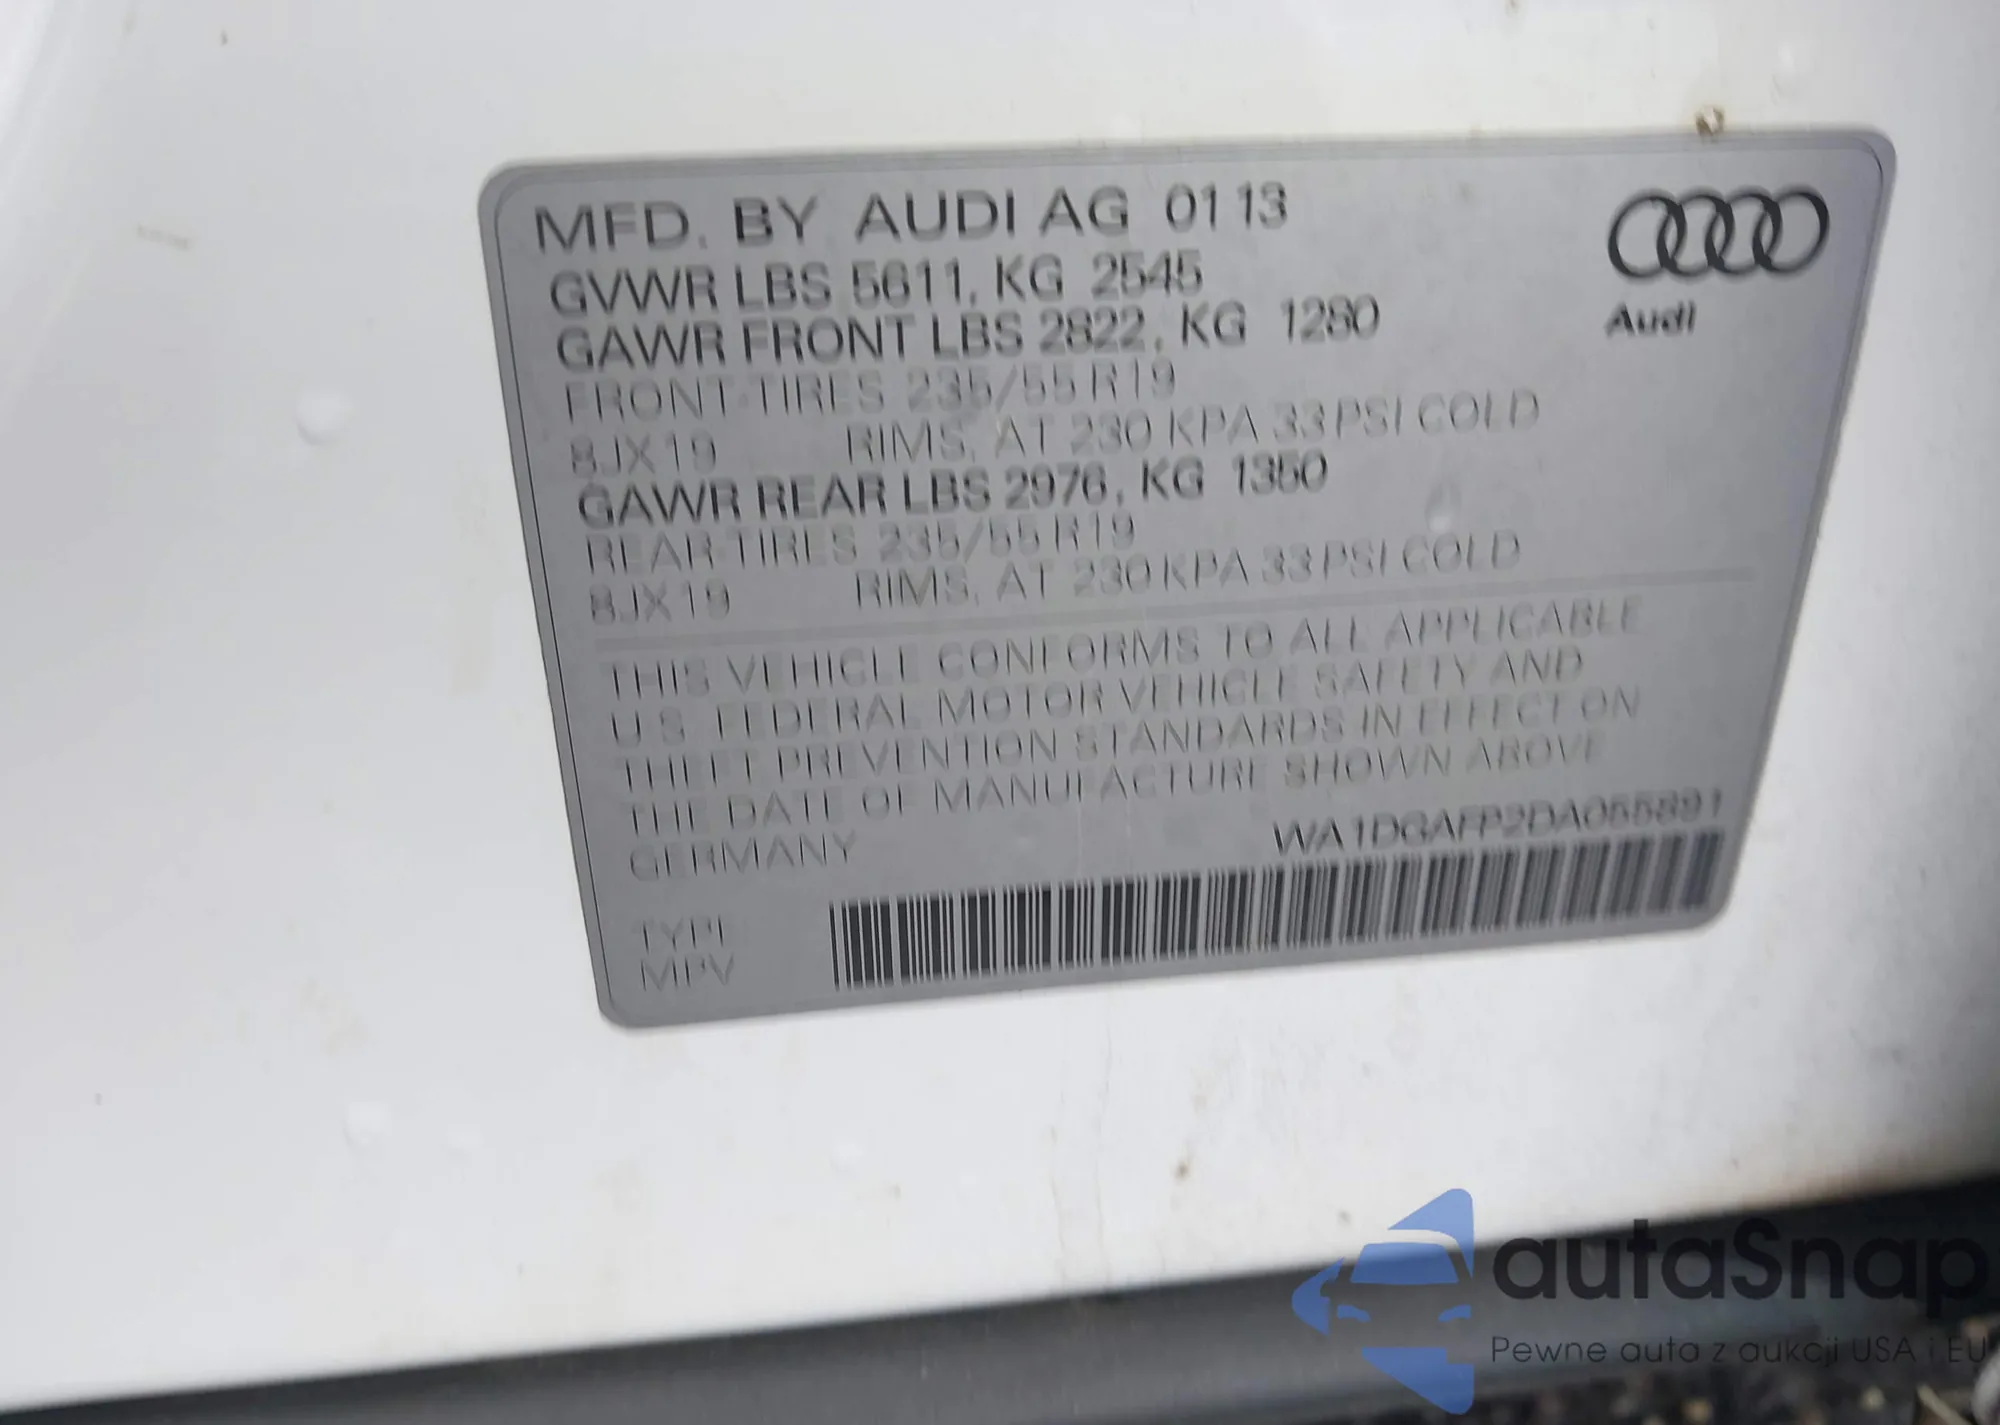 MFD. BY AUDI AG 01 13
GVWR LBS 5611, KG 2545
GAWR FRONT LBS 2822, KG 1280
FRONT-TIRES 235/55 R19
8JX19 RIMS, AT 230 KPA 33 PSI COLD
GAWR REAR LBS 2976, KG 1350
REAR-TIRES 235/55 R19
8JX19 RIMS, AT 230 KPA 33 PSI COLD
THIS VEHICLE CONFORMS TO ALL APPLICABLE
U.S. FEDERAL MOTOR VEHICLE SAFETY AND
THEFT PREVENTION STANDARDS IN EFFECT ON
THE DATE OF MANUFACTURE SHOWN ABOVE
GERMANY WA1DGAFP2DA055891
TYPE
MPV
Audi
autaSnap
Pewne auta z aukcji USA i EU